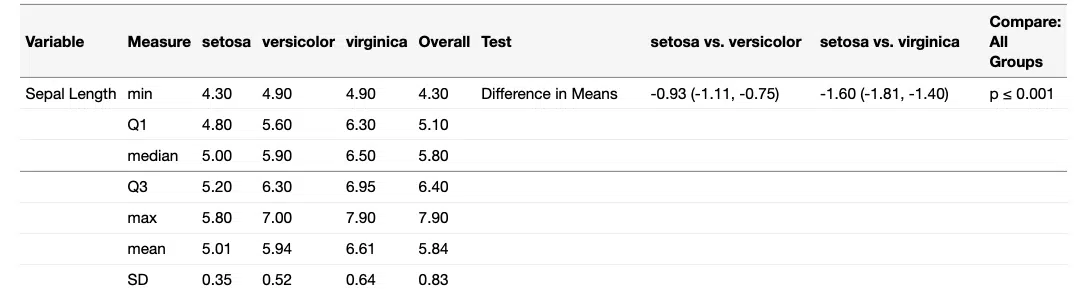 Variable Measure setosa versicolor virginica Overall Test setosa vs. versicolor setosa vs. virginica Compare: All Groups
Sepal Length min 4.30 4.90 4.90 4.30 Difference in Means -0.93 (-1.11, -0.75) -1.60 (-1.81, -1.40) p ≤ 0.001
Q1 4.80 5.60 6.30 5.10
median 5.00 5.90 6.50 5.80
Q3 5.20 6.30 6.95 6.40
max 5.80 7.00 7.90 7.90
mean 5.01 5.94 6.61 5.84
SD 0.35 0.52 0.64 0.83